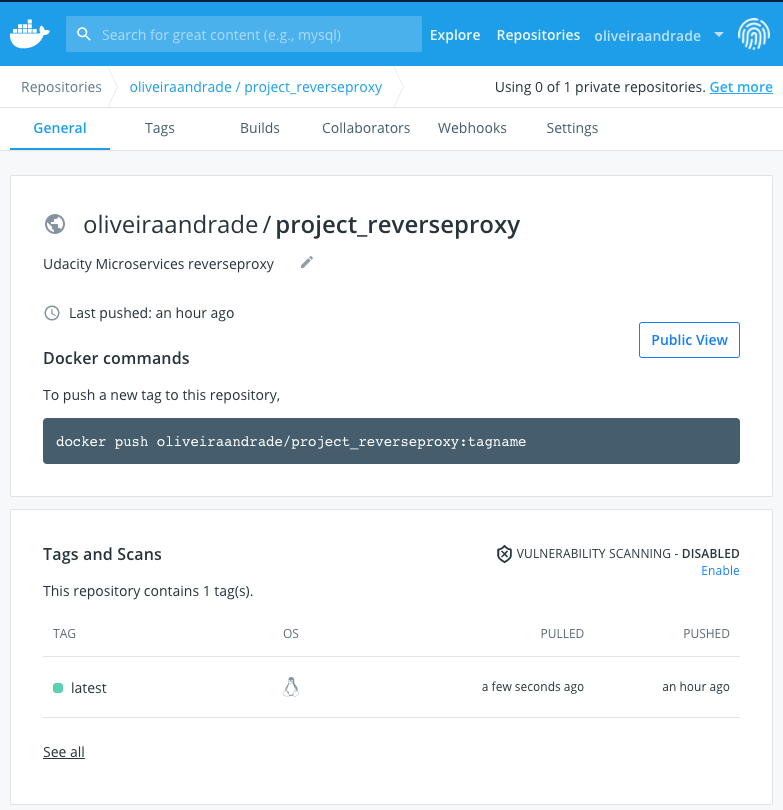 Search for great content (e.g., mysql)
Explore
Repositories
oliveiraandrade
Repositories
oliveiraandrade / project_reverseproxy
Using 0 of 1 private repositories. Get more
General
Tags
Builds
Collaborators
Webhooks
Settings
oliveiraandrade / project_reverseproxy
Udacity Microservices reverseproxy
Last pushed: an hour ago
Public View
Docker commands
To push a new tag to this repository,
docker push oliveiraandrade/project_reverseproxy:tagname
Tags and Scans
VULNERABILITY SCANNING - DISABLED
Enable
This repository contains 1 tag(s).
TAG
OS
PULLED
PUSHED
latest
a few seconds ago
an hour ago
See all